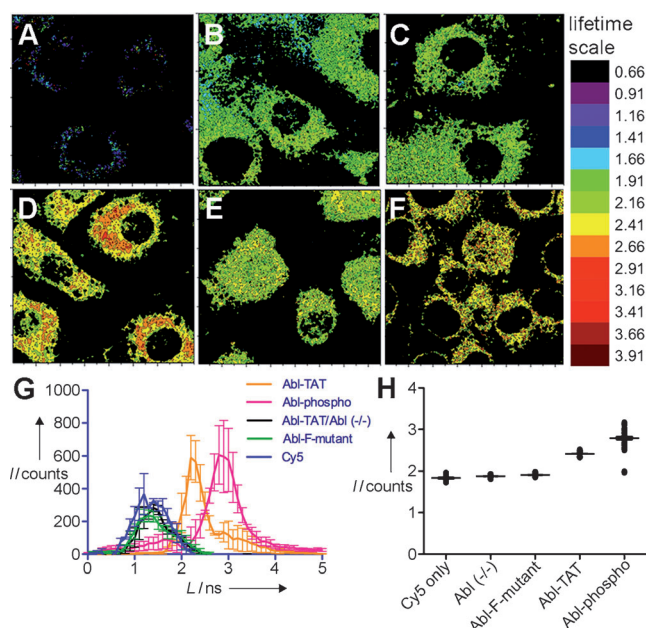 A
B
C
lifetime
scale
0.66
0.91
1.16
1.41
1.66
1.91
2.16
2.41
2.66
2.91
3.16
3.41
3.66
3.91
D
E
F
G
1000
800
600
400
200
0
I/counts
Abl-TAT
Abl-phospho
Abl-TAT/Abl (-/-)
Abl-F-mutant
Cy5
0 1 2 3 4 5
L/ns
H
4
3
2
1
0
I/counts
Cy5 only
Abl (-/-)
Abl-F-mutant
Abl-TAT
Abl-phospho